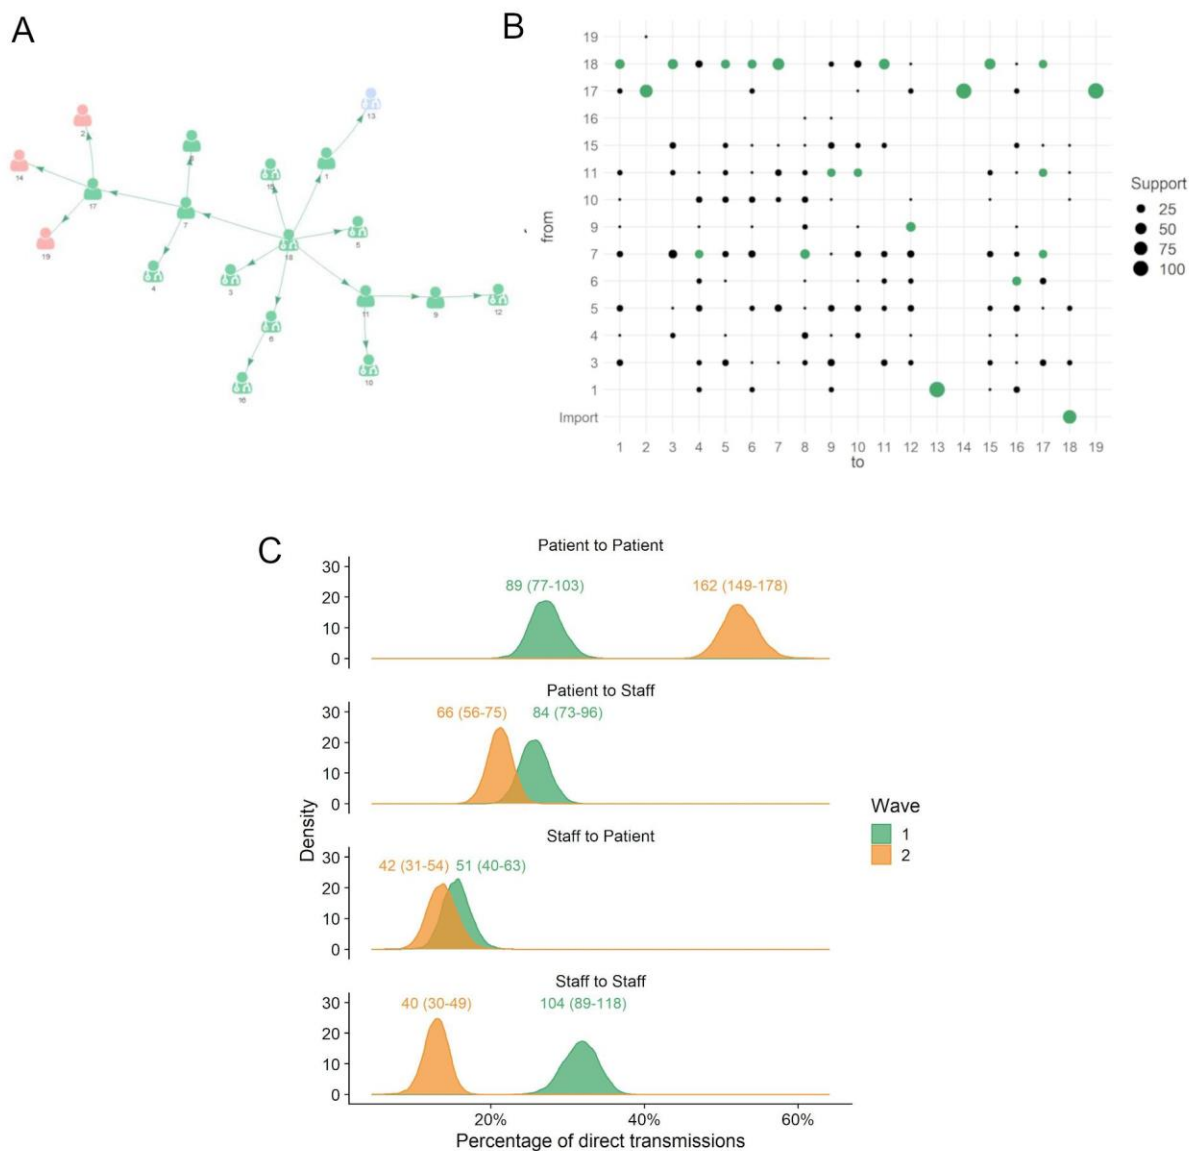 A
13
2
8
14
15
1
17
7
5
19
18
4
3
11
9
12
6
10
16
B
19
18
17
16
15
11
10
9
7
6
5
4
3
1
Import
from
1 2 3 4 5 6 7 8 9 10 11 12 13 14 15 16 17 18 19
to
Support
25
50
75
100
C
Patient to Patient
30
20
10
0
89 (77-103) 162 (149-178)
Patient to Staff
30
20
10
0
66 (56-75) 84 (73-96)
Staff to Patient
30
20
10
0
42 (31-54) 51 (40-63)
Staff to Staff
30
20
10
0
40 (30-49) 104 (89-118)
Density
20% 40% 60%
Percentage of direct transmissions
Wave
1
2